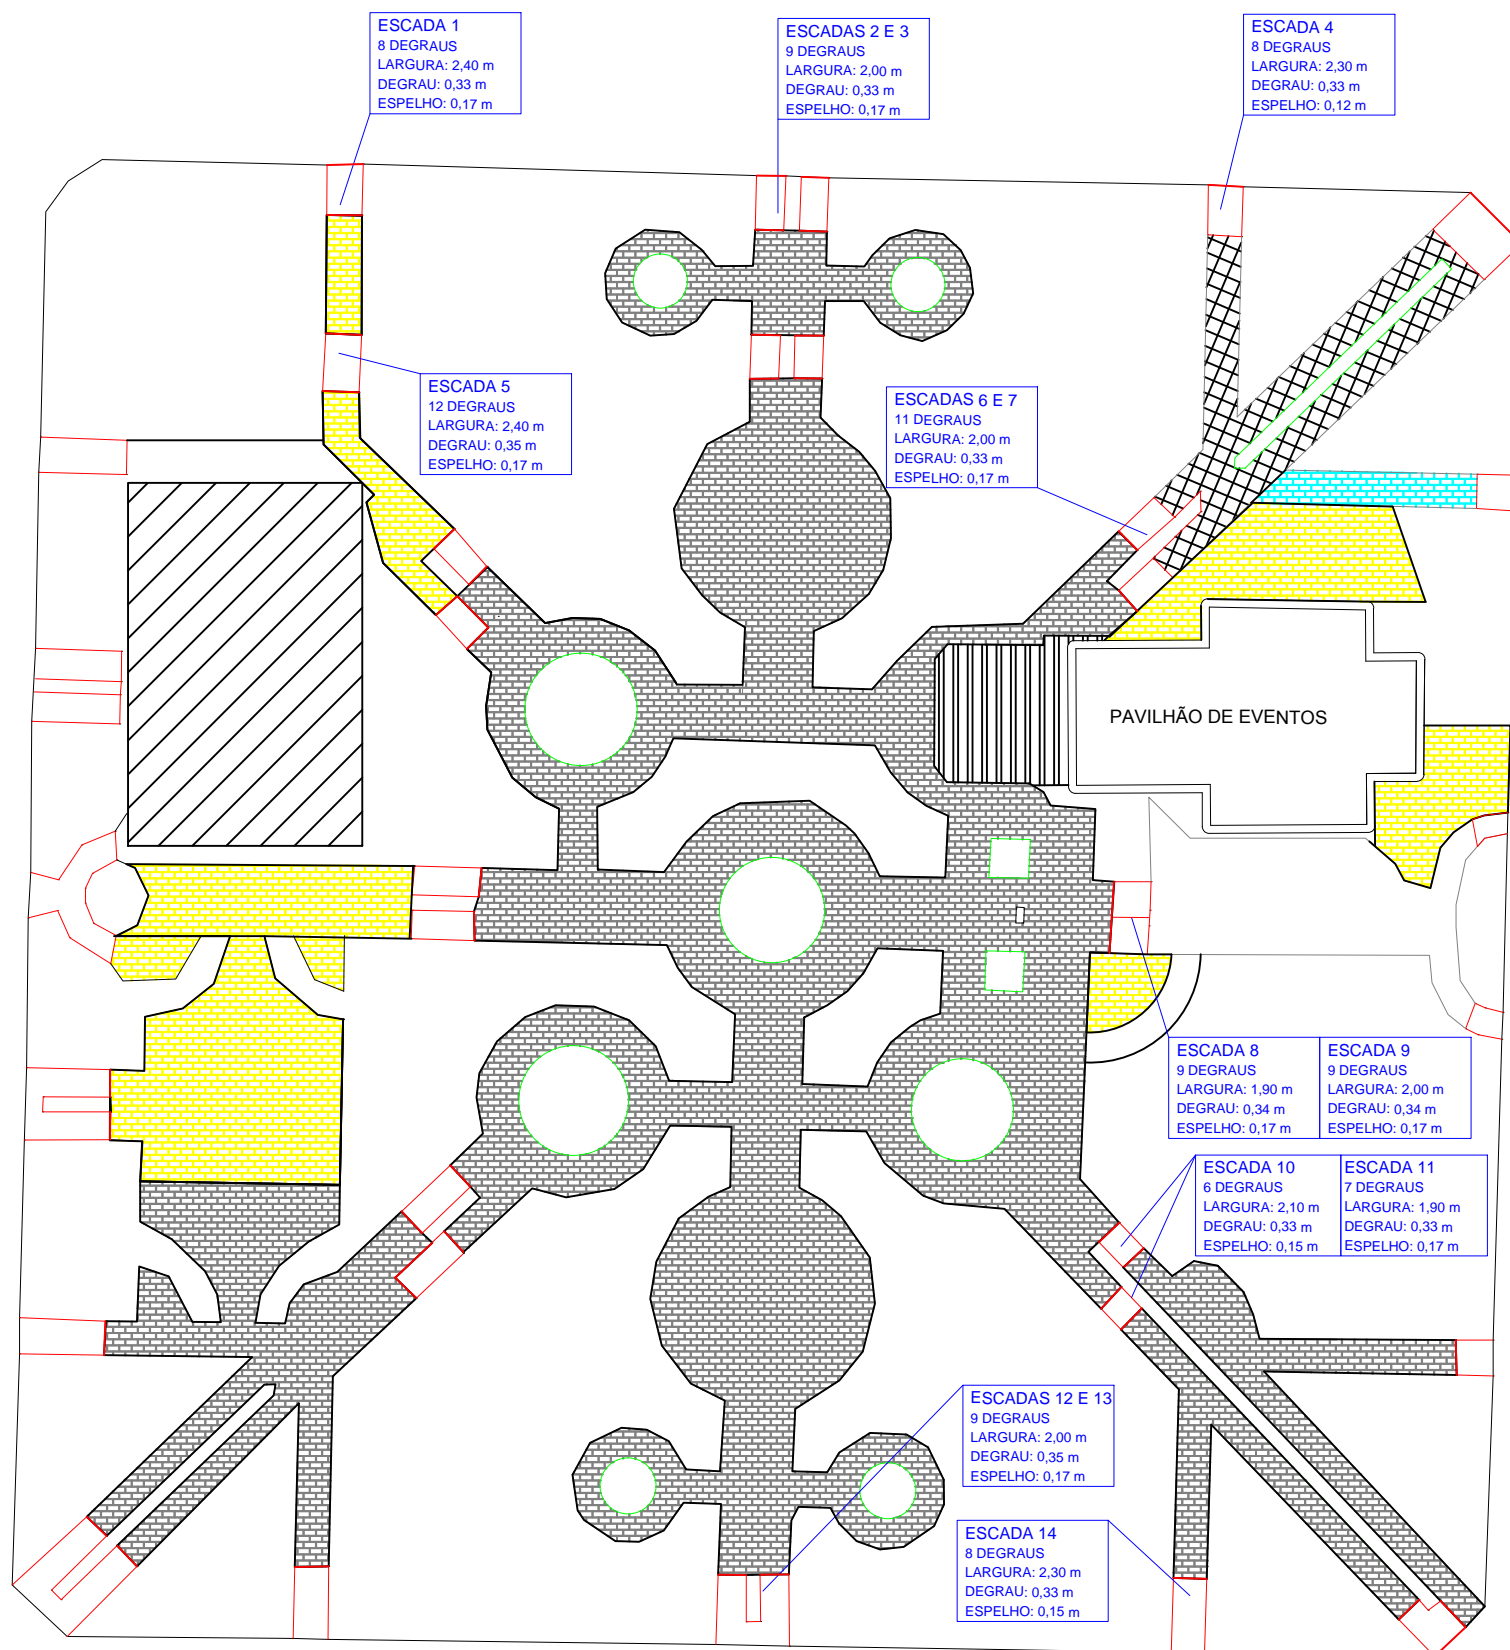 ESCADA 1
8 DEGRAUS
LARGURA: 2,40 m
DEGRAU: 0,33 m
ESPELHO: 0,17 m
ESCADAS 2 E 3
9 DEGRAUS
LARGURA: 2,00 m
DEGRAU: 0,33 m
ESPELHO: 0,17 m
ESCADA 4
8 DEGRAUS
LARGURA: 2,30 m
DEGRAU: 0,33 m
ESPELHO: 0,12 m
ESCADA 5
12 DEGRAUS
LARGURA: 2,40 m
DEGRAU: 0,35 m
ESPELHO: 0,17 m
ESCADAS 6 E 7
11 DEGRAUS
LARGURA: 2,00 m
DEGRAU: 0,33 m
ESPELHO: 0,17 m
PAVILHÃO DE EVENTOS
ESCADA 8
9 DEGRAUS
LARGURA: 1,90 m
DEGRAU: 0,34 m
ESPELHO: 0,17 m
ESCADA 9
9 DEGRAUS
LARGURA: 2,00 m
DEGRAU: 0,34 m
ESPELHO: 0,17 m
ESCADA 10
6 DEGRAUS
LARGURA: 2,10 m
DEGRAU: 0,33 m
ESPELHO: 0,15 m
ESCADA 11
7 DEGRAUS
LARGURA: 1,90 m
DEGRAU: 0,33 m
ESPELHO: 0,17 m
ESCADAS 12 E 13
9 DEGRAUS
LARGURA: 2,00 m
DEGRAU: 0,35 m
ESPELHO: 0,17 m
ESCADA 14
8 DEGRAUS
LARGURA: 2,30 m
DEGRAU: 0,33 m
ESPELHO: 0,15 m